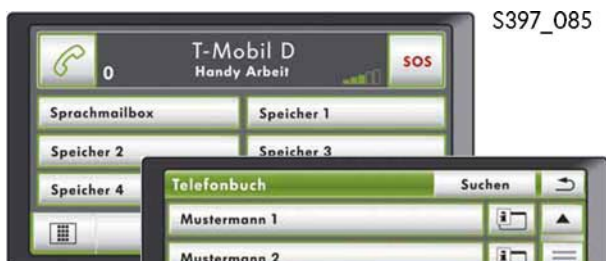 S397_085
T-Mobil D
0 Handy Arbeit SOS
Sprachmailbox Speicher 1
Speicher 2 Speicher 3
Speicher 4
Telefonbuch Suchen
Mustermann 1
Mustermann 2